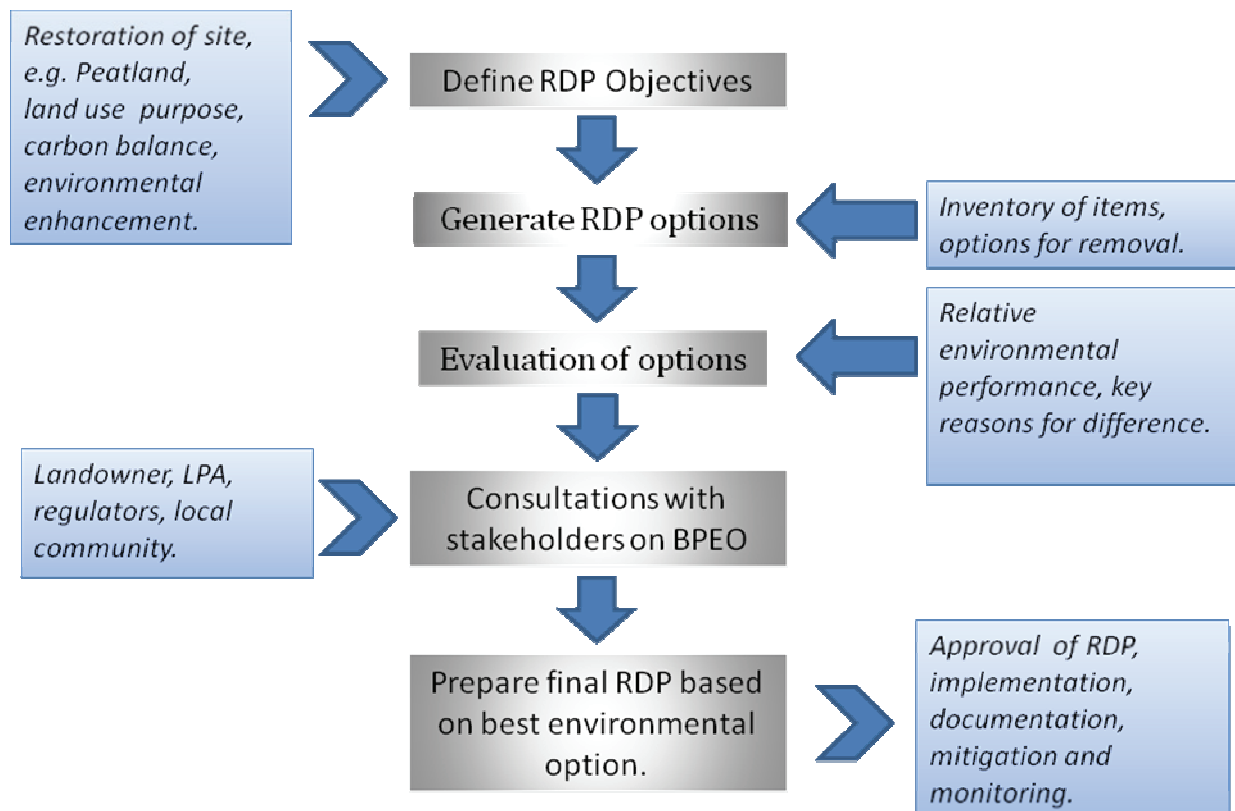 Restoration of site,
e.g. Peatland,
land use purpose,
carbon balance,
environmental
enhancement.
Define RDP Objectives
Generate RDP options
Inventory of items,
options for removal.
Evaluation of options
Relative
environmental
performance, key
reasons for difference.
Landowner, LPA,
regulators, local
community.
Consultations with
stakeholders on BPEO
Prepare final RDP based
on best environmental
option.
Approval of RDP,
implementation,
documentation,
mitigation and
monitoring.